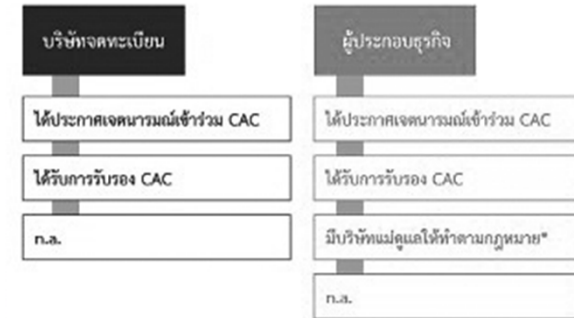 บริษัทจดทะเบียน
ได้ประกาศเจตนารมณ์เข้าร่วม CAC
ได้รับการรับรอง CAC
n.a.
ผู้ประกอบธุรกิจ
ได้ประกาศเจตนารมณ์เข้าร่วม CAC
ได้รับการรับรอง CAC
มีบริษัทแม่ดูแลให้ทำตามกฎหมาย*
n.a.